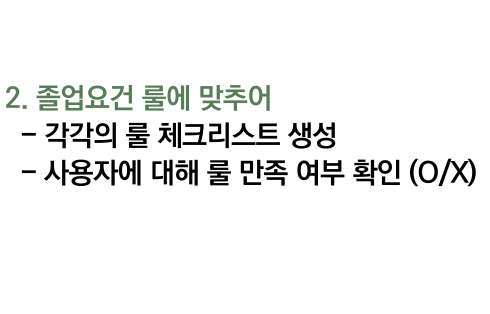 2. 졸업요건 룰에 맞추어
– 각각의 룰 체크리스트 생성
– 사용자에 대해 룰 만족 여부 확인 (O/X)